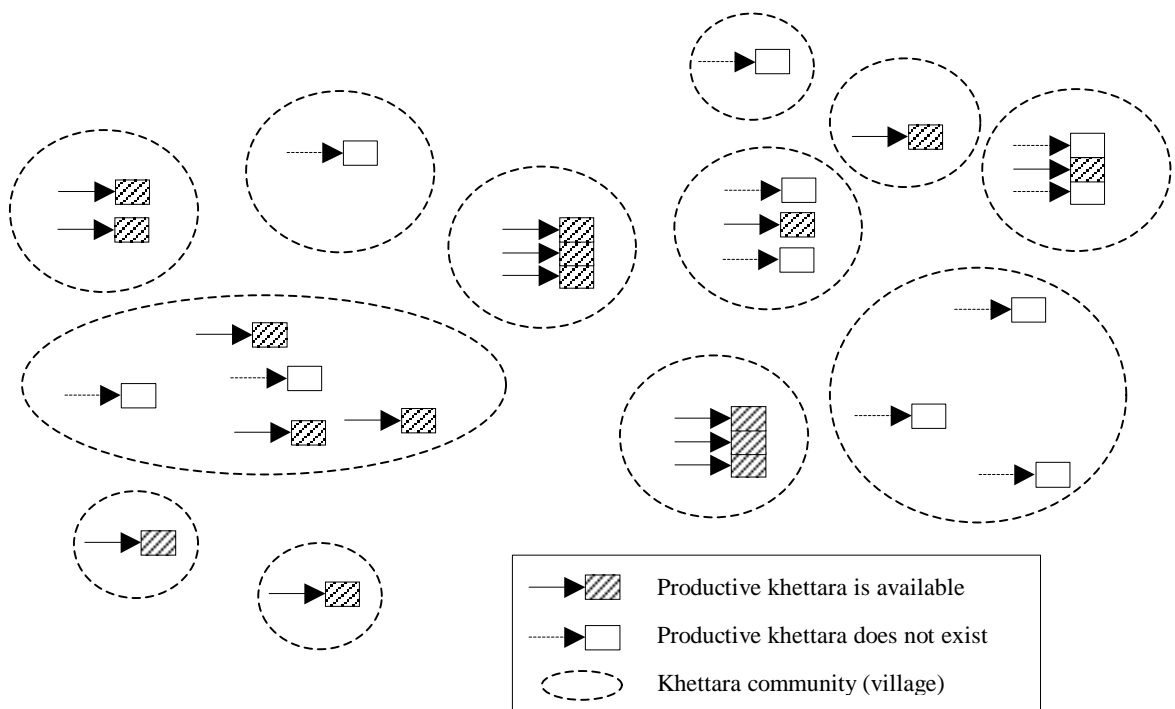 Productive khettara is available
Productive khettara does not exist
Khettara community (village)